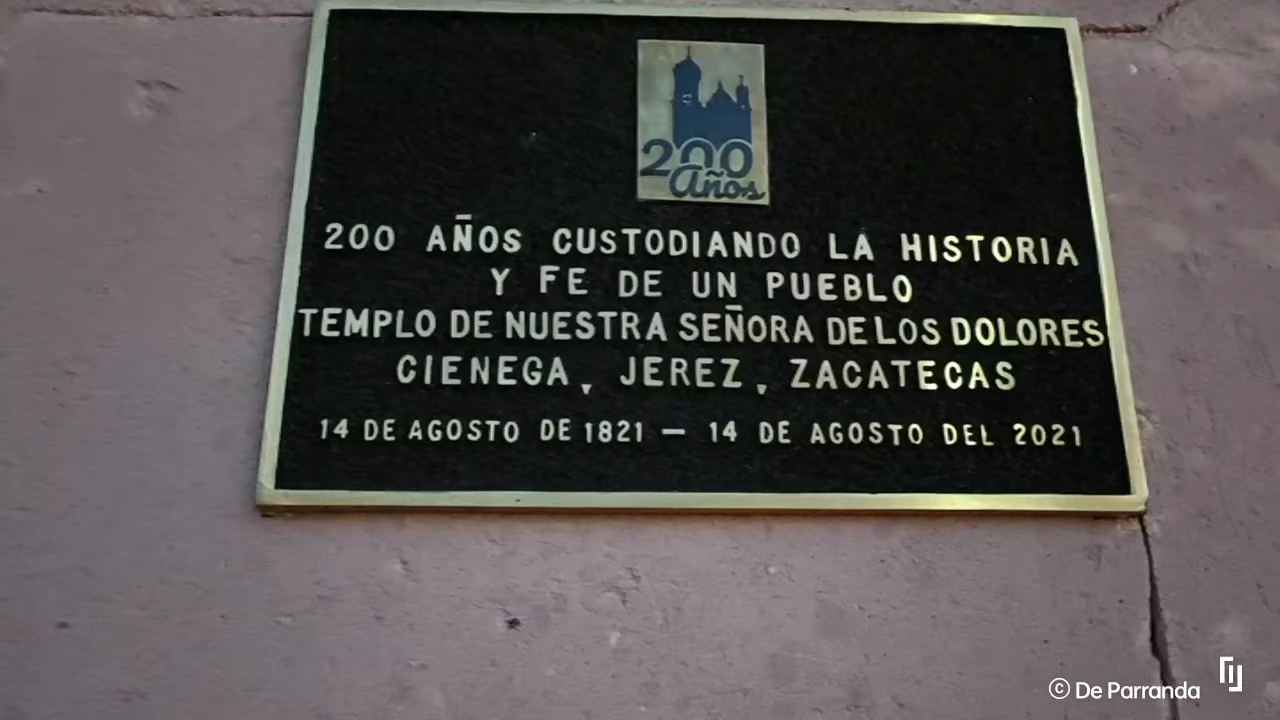 200 Años
200 AÑOS CUSTODIANDO LA HISTORIA
Y FE DE UN PUEBLO
TEMPLO DE NUESTRA SEÑORA DE LOS DOLORES
CIENEGA, JEREZ, ZACATECAS
14 DE AGOSTO DE 1821 — 14 DE AGOSTO DEL 2021
© De Parranda